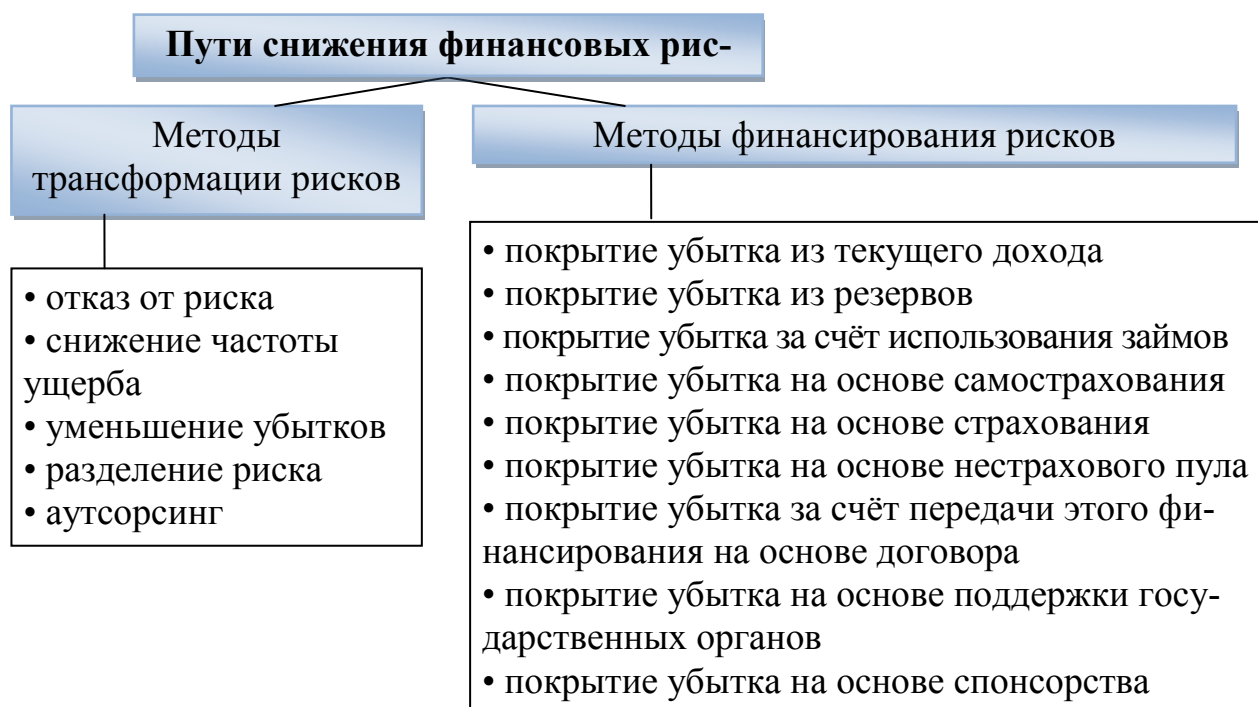 Пути снижения финансовых рис-
Методы
трансформации рисков
• отказ от риска
• снижение частоты
ущерба
• уменьшение убытков
• разделение риска
• аутсорсинг
Методы финансирования рисков
• покрытие убытка из текущего дохода
• покрытие убытка из резервов
• покрытие убытка за счёт использования займов
• покрытие убытка на основе самострахования
• покрытие убытка на основе страхования
• покрытие убытка на основе нестрахового пула
• покрытие убытка за счёт передачи этого фи-
нансирования на основе договора
• покрытие убытка на основе поддержки госу-
дарственных органов
• покрытие убытка на основе спонсорства